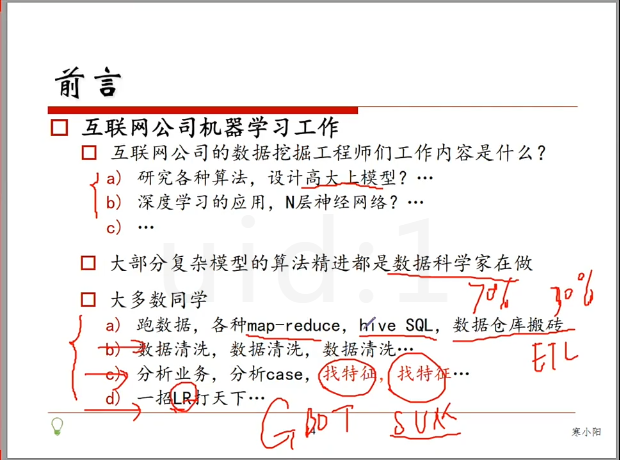 前言
互联网公司机器学习工作
互联网公司的数据挖掘工程师们工作内容是什么？
a) 研究各种算法，设计高大上模型？…
b) 深度学习的应用，N层神经网络？…
c) …
大部分复杂模型的算法精进都是数据科学家在做
70% 30%
大多数同学
a) 跑数据，各种map-reduce，hive SQL，数据仓库搬砖
ETL
b) 数据清洗，数据清洗，数据清洗…
c) 分析业务，分析case，找特征，找特征…
d) 一招LR打天下…
GBDT
寒小阳
uid:1